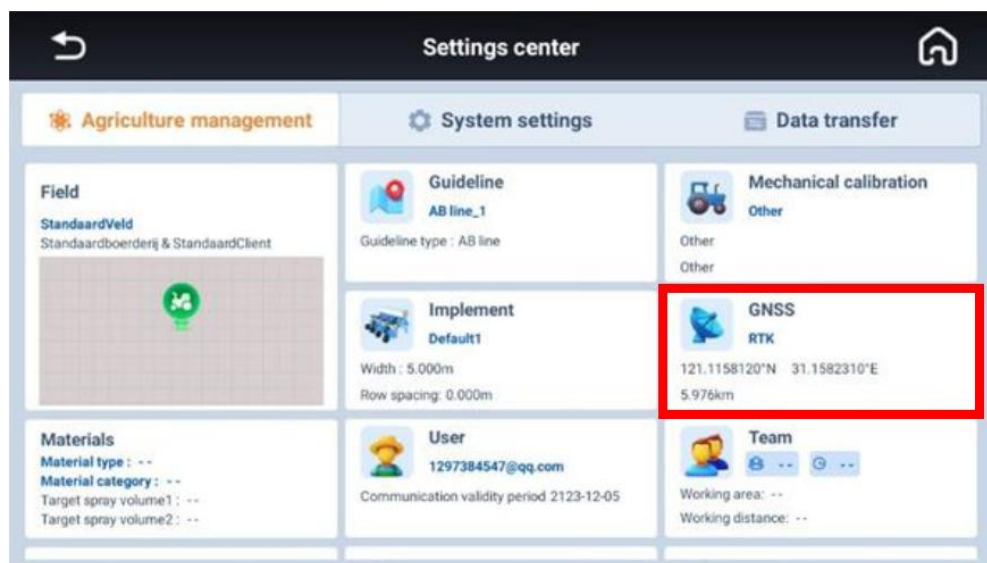 Settings center
Agriculture management
System settings
Data transfer
Field
StandaardVeld
Standaardboerderij & StandaardClient
Guideline
AB line_1
Guideline type : AB line
Mechanical calibration
Other
Other
Other
Implement
Default1
Width : 5.000m
Row spacing: 0.000m
GNSS
RTK
121.1158120°N 31.1582310°E
5.976km
Materials
Material type : --
Material category : --
Target spray volume1 : --
Target spray volume2 : --
User
1297384547@qq.com
Communication validity period 2123-12-05
Team
-- --
Working area: --
Working distance: --